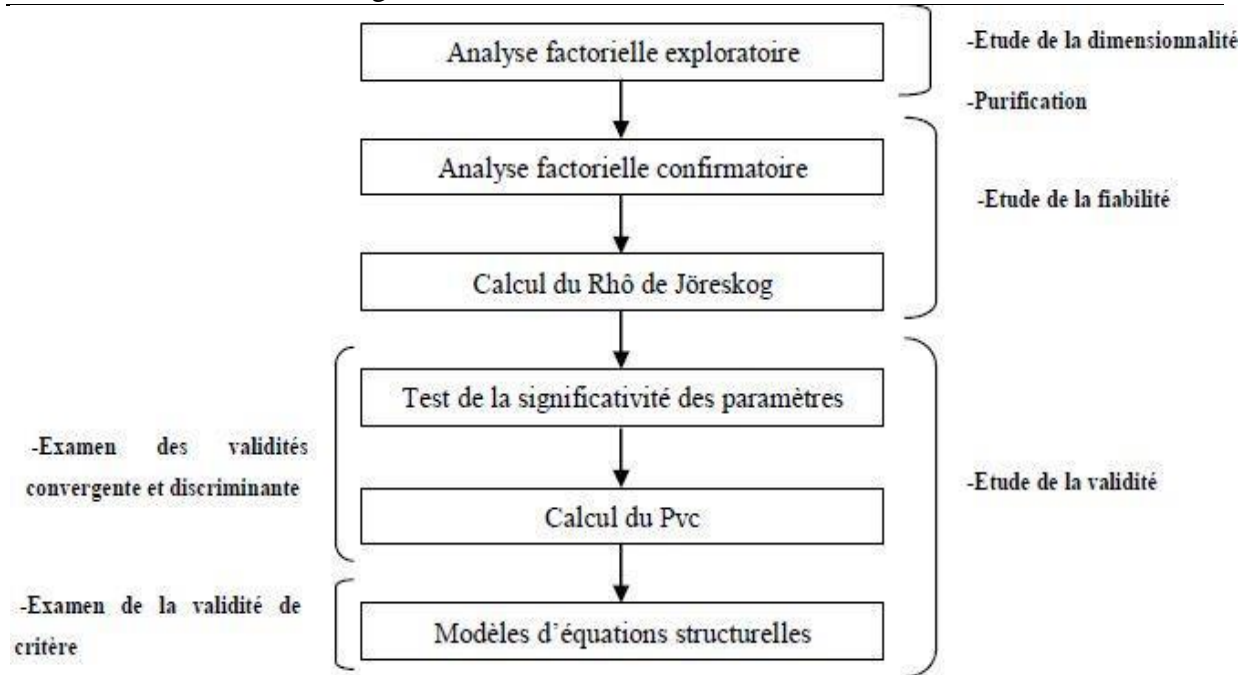 Analyse factorielle exploratoire
-Etude de la dimensionnalité
-Purification
Analyse factorielle confirmatoire
-Etude de la fiabilité
Calcul du Rhô de Jöreskog
Test de la significativité des paramètres
-Examen des validités
convergente et discriminante
-Etude de la validité
Calcul du Pvc
-Examen de la validité de
critère
Modèles d'équations structurelles